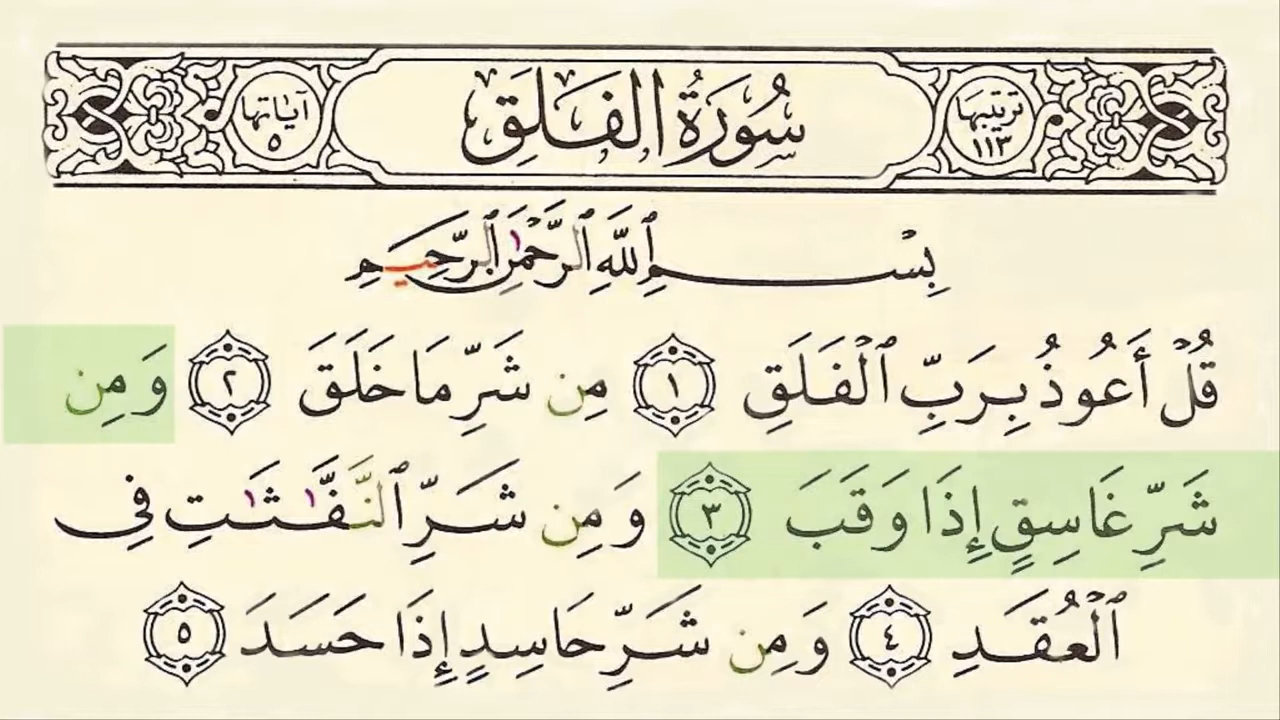 ترتيبها ١١٣ سُورَةُ الفَلَقِ آياتها ٥
بِسْمِ ٱللَّهِ ٱلرَّحْمَٰنِ ٱلرَّحِيمِ
قُلْ أَعُوذُ بِرَبِّ ٱلْفَلَقِ ١ مِن شَرِّ مَا خَلَقَ ٢ وَمِن
شَرِّ غَاسِقٍ إِذَا وَقَبَ ٣ وَمِن شَرِّ ٱلنَّفَّٰثَٰتِ فِى
ٱلْعُقَدِ ٤ وَمِن شَرِّ حَاسِدٍ إِذَا حَسَدَ ٥